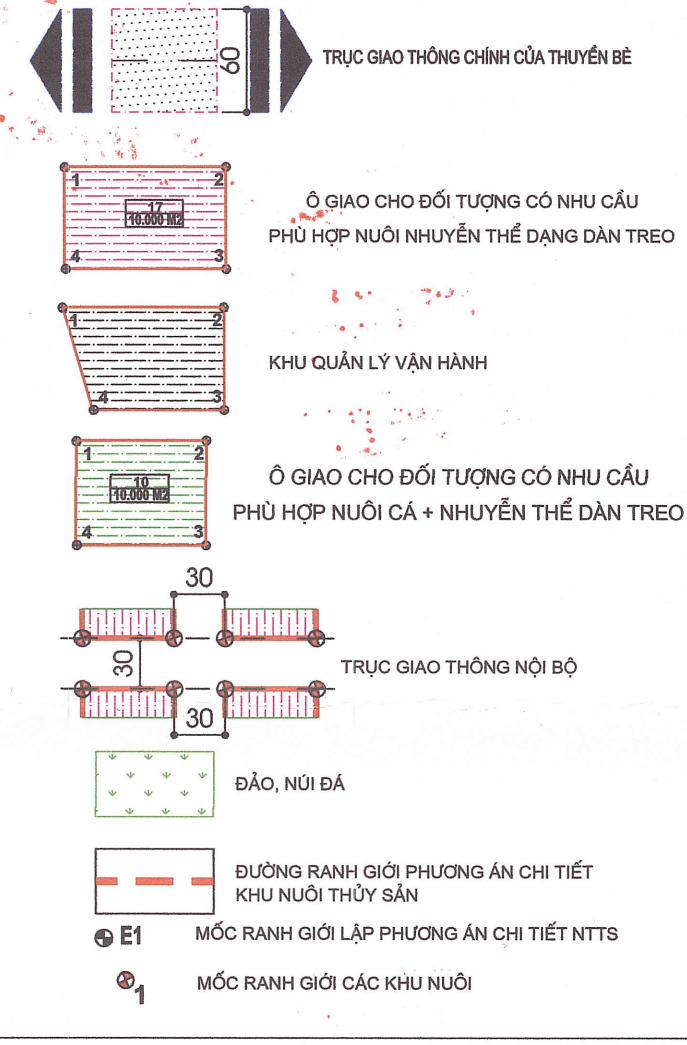 60
TRỤC GIAO THÔNG CHÍNH CỦA THUYỀN BÈ
1 2
17
10.000 M2
4 3
Ô GIAO CHO ĐỐI TƯỢNG CÓ NHU CẦU
PHÙ HỢP NUÔI NHUYỄN THỂ DẠNG DÀN TREO
1 2
4 3
KHU QUẢN LÝ VẬN HÀNH
1 2
10
10.000 M2
4 3
Ô GIAO CHO ĐỐI TƯỢNG CÓ NHU CẦU
PHÙ HỢP NUÔI CÁ + NHUYỄN THỂ DÀN TREO
30
30
30
TRỤC GIAO THÔNG NỘI BỘ
ĐẢO, NÚI ĐÁ
ĐƯỜNG RANH GIỚI PHƯƠNG ÁN CHI TIẾT
KHU NUÔI THỦY SẢN
E1 MỐC RANH GIỚI LẬP PHƯƠNG ÁN CHI TIẾT NTTS
1 MỐC RANH GIỚI CÁC KHU NUÔI